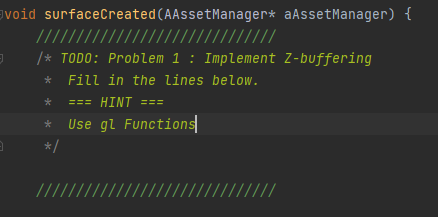 void surfaceCreated(AAssetManager* aAssetManager) {
//////////////////////////////
/* TODO: Problem 1 : Implement Z-buffering
* Fill in the lines below.
* === HINT ===
* Use gl Functions
*/
//////////////////////////////